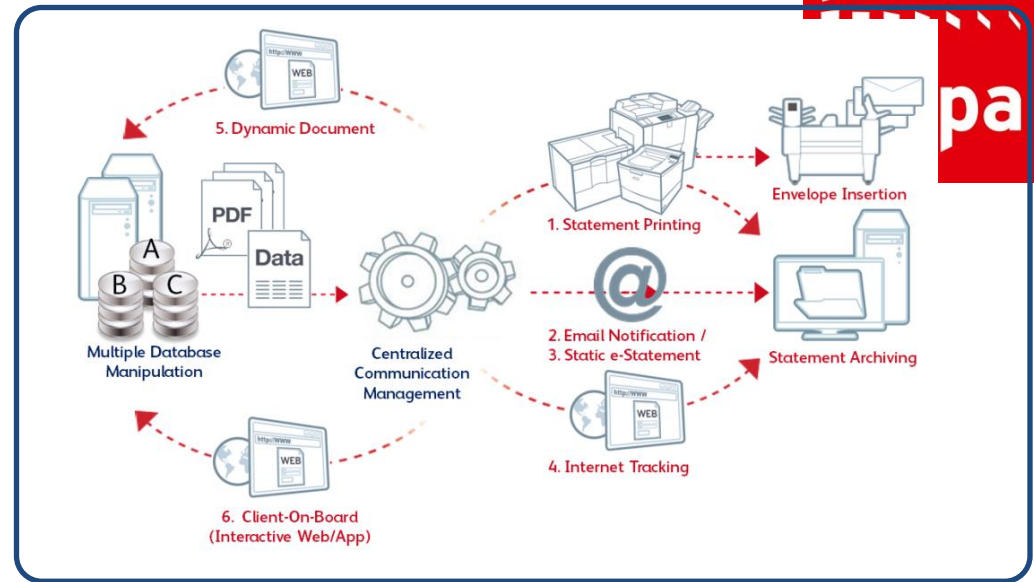 http://WWW
WEB
5. Dynamic Document
pa
PDF
Data
A
B
C
Multiple Database
Manipulation
Centralized
Communication
Management
1. Statement Printing
Envelope Insertion
@
2. Email Notification /
3. Static e-Statement
Statement Archiving
http://WWW
WEB
4. Internet Tracking
http://WWW
WEB
6. Client-On-Board
(Interactive Web/App)